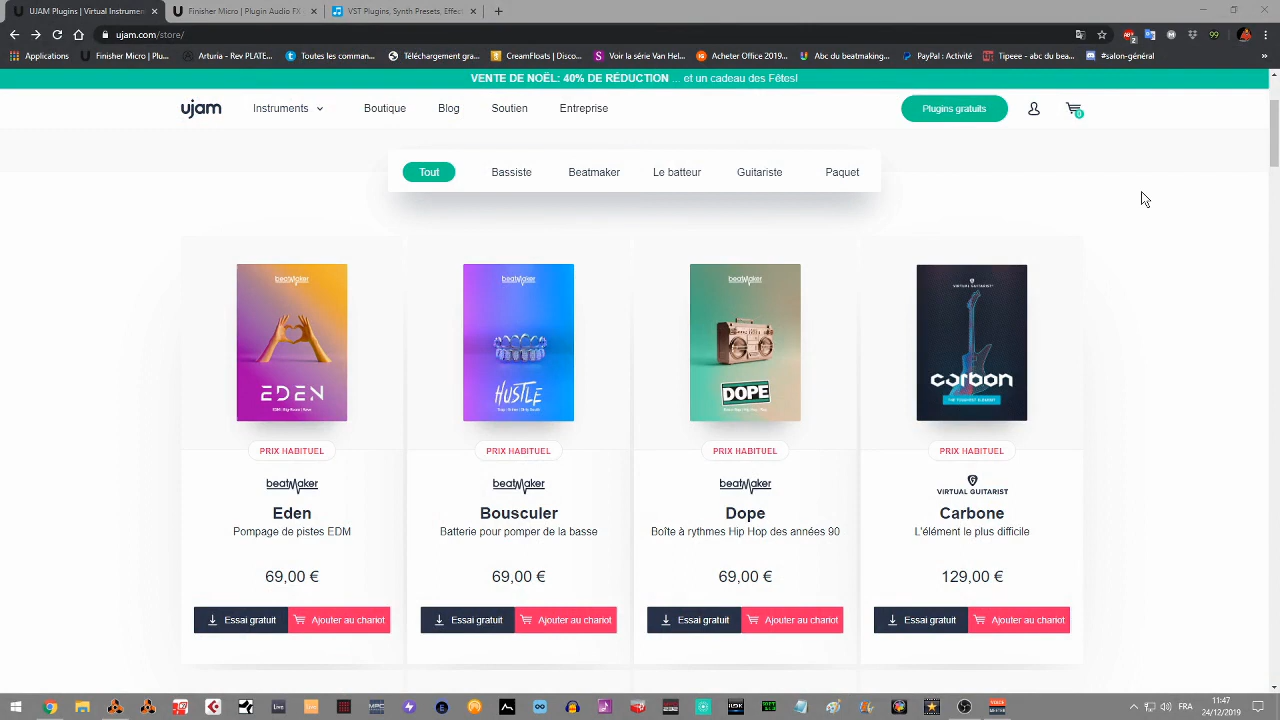 UJAM Plugins | Virtual Instrumen
Finisher Micro | Plug Audio FX
VST Plugins, Synth Presets, Effec
ujam.com/store/
Applications
Finisher Micro | Plu...
Arturia - Rev PLATE...
Toutes les comman...
Téléchargement grat...
CreamFloats | Micro...
Voir la série Van Hel...
Acheter Office 2019...
Abc du beatmaking...
PayPal : Activité
Tipeee - abc du bea...
#salon-général
VENTE DE NOËL: 40% DE RÉDUCTION ... et un cadeau des Fêtes!
ujam
Instruments
Boutique
Blog
Soutien
Entreprise
Plugins gratuits
0
Tout
Bassiste
Beatmaker
Le batteur
Guitariste
Paquet
beatMaker
EDEN
beatMaker
HUSTLE
beatMaker
DOPE
VIRTUAL GUITARIST
carbon
PRIX HABITUEL
PRIX HABITUEL
PRIX HABITUEL
PRIX HABITUEL
beatMaker
beatMaker
beatMaker
VIRTUAL GUITARIST
Eden
Bousculer
Dope
Carbone
Pompage de pistes EDM
Batterie pour pomper de la basse
Boîte à rythmes Hip Hop des années 90
L'élément le plus difficile
69,00 €
69,00 €
69,00 €
129,00 €
Essai gratuit
Ajouter au chariot
Essai gratuit
Ajouter au chariot
Essai gratuit
Ajouter au chariot
Essai gratuit
Ajouter au chariot
Live
MPC
FRA
11:47
24/12/2019